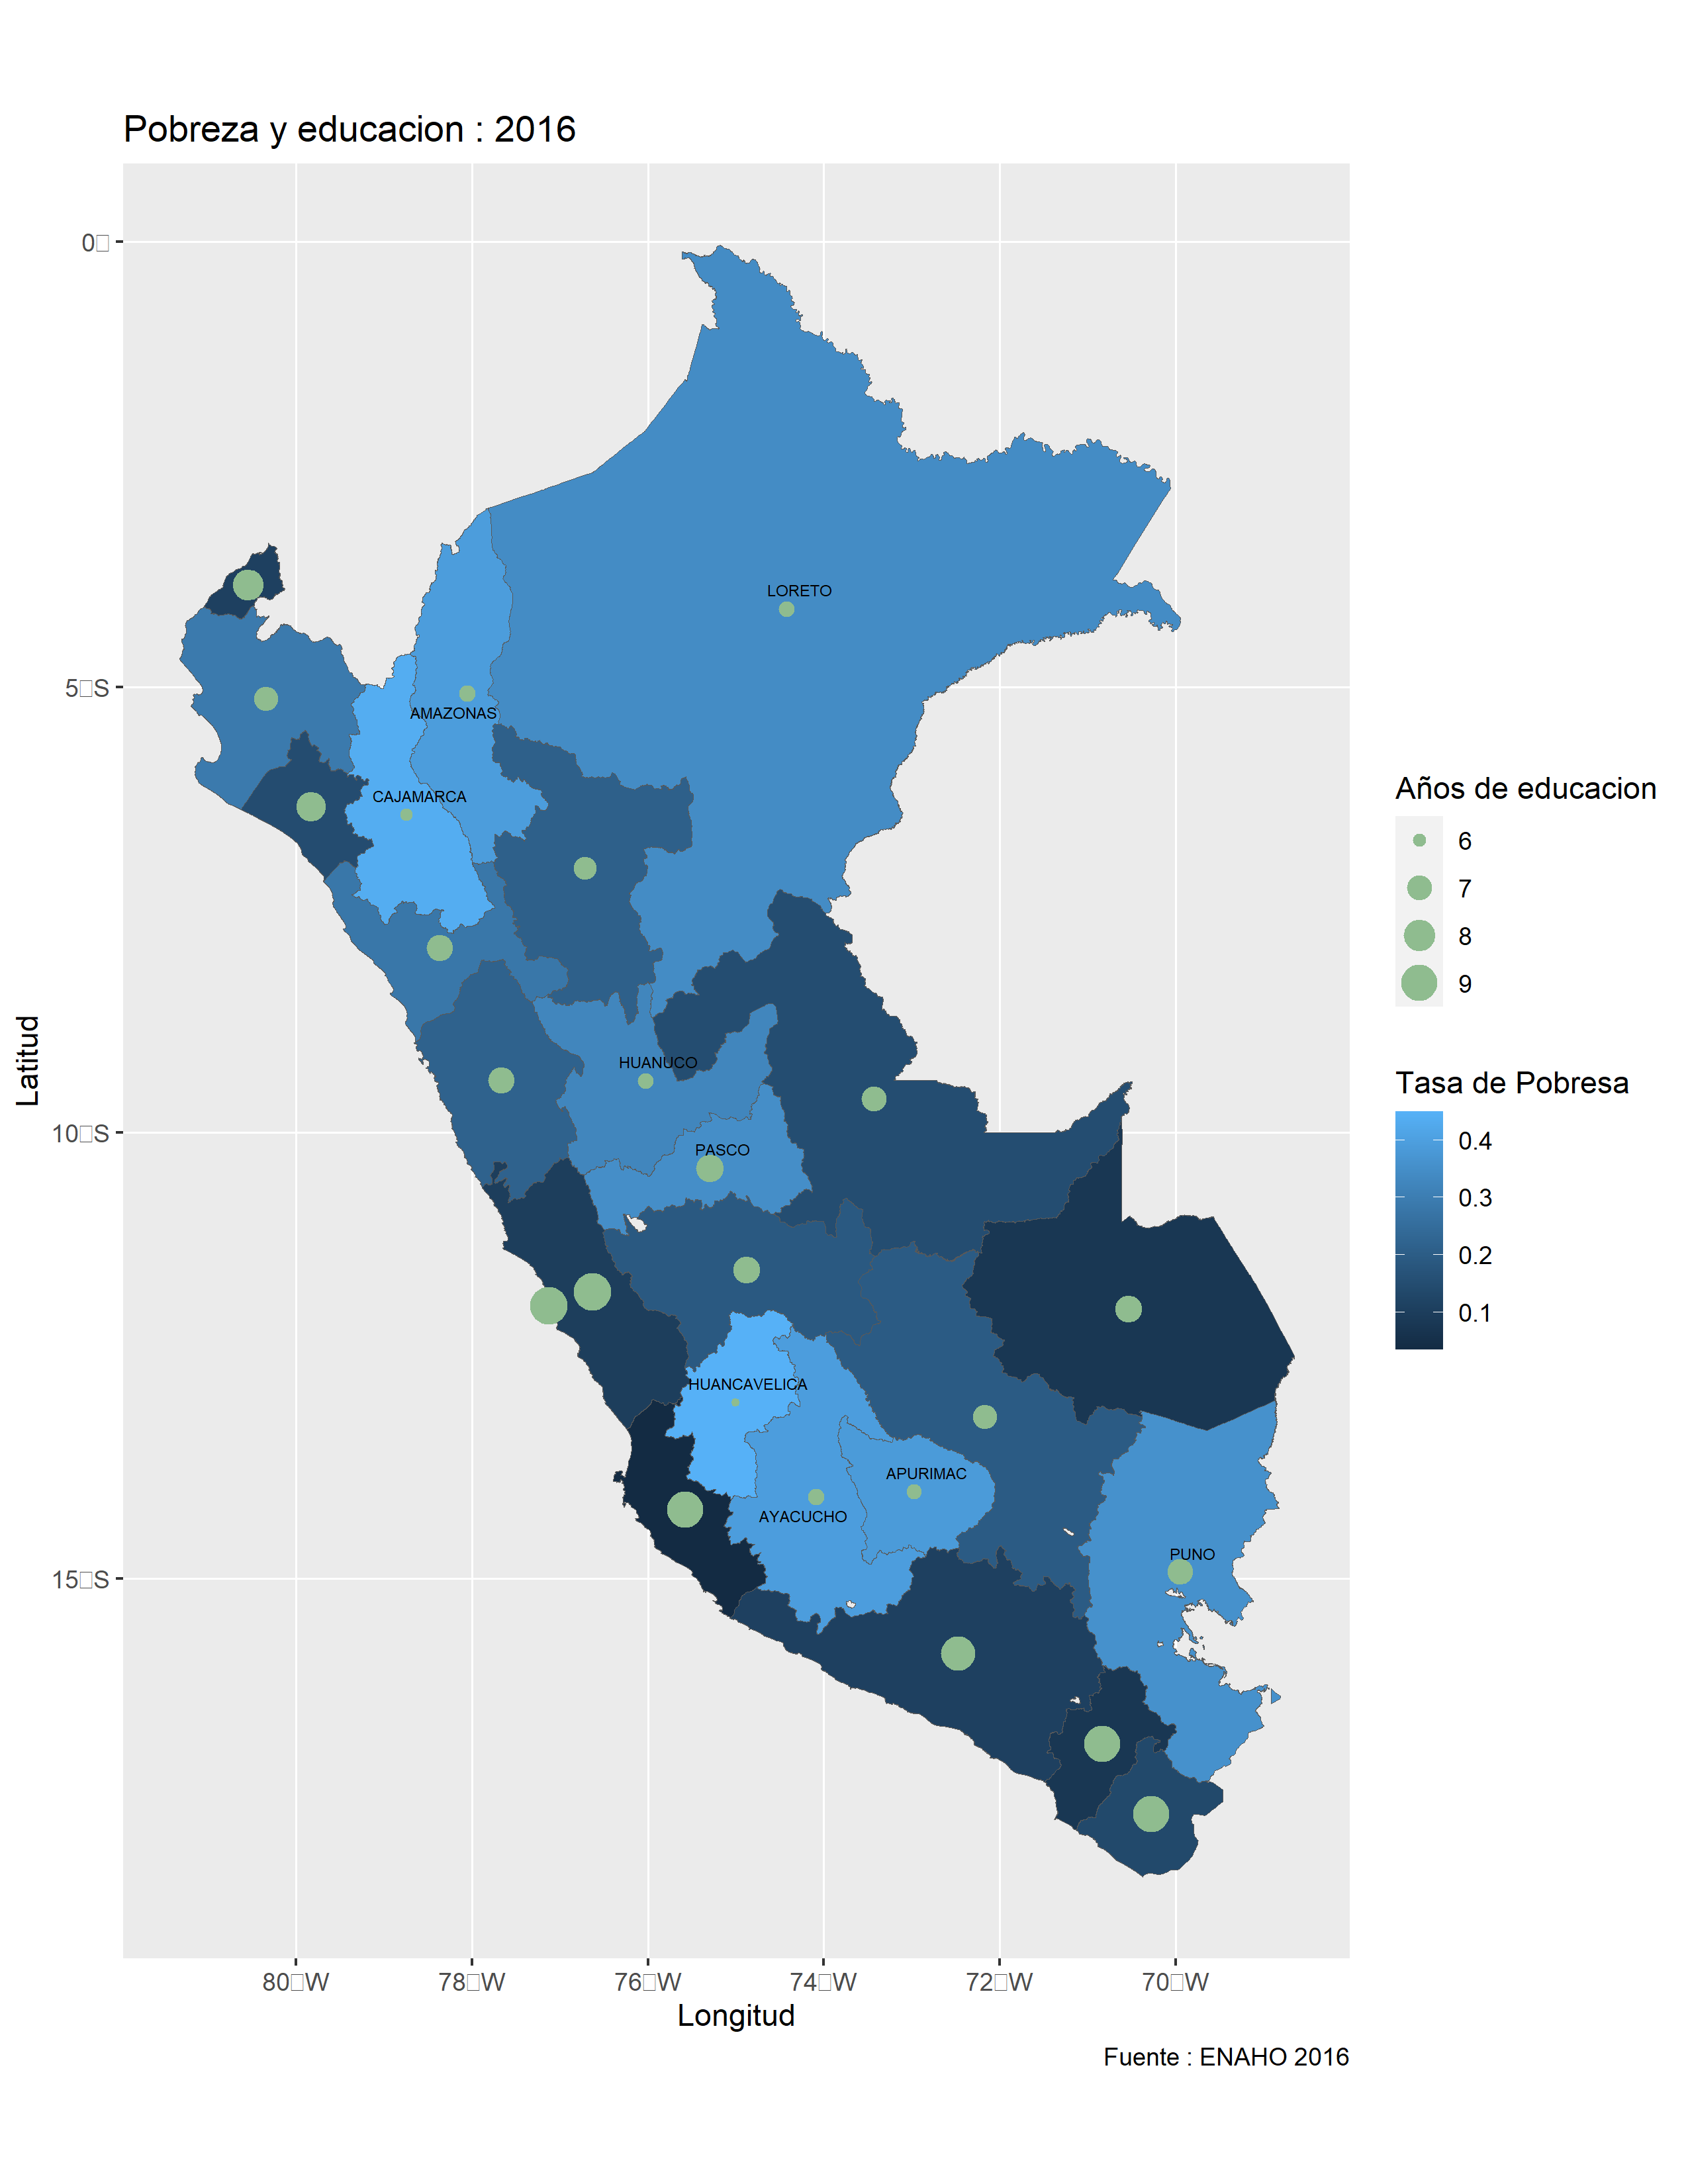 Pobreza y educacion : 2016
0□
5□S
10□S
15□S
Latitud
LORETO
AMAZONAS
CAJAMARCA
HUANUCO
PASCO
HUANCAVELICA
APURIMAC
AYACUCHO
PUNO
80□W 78□W 76□W 74□W 72□W 70□W
Longitud
Fuente : ENAHO 2016
Años de educacion
6
7
8
9
Tasa de Pobresa
0.4
0.3
0.2
0.1